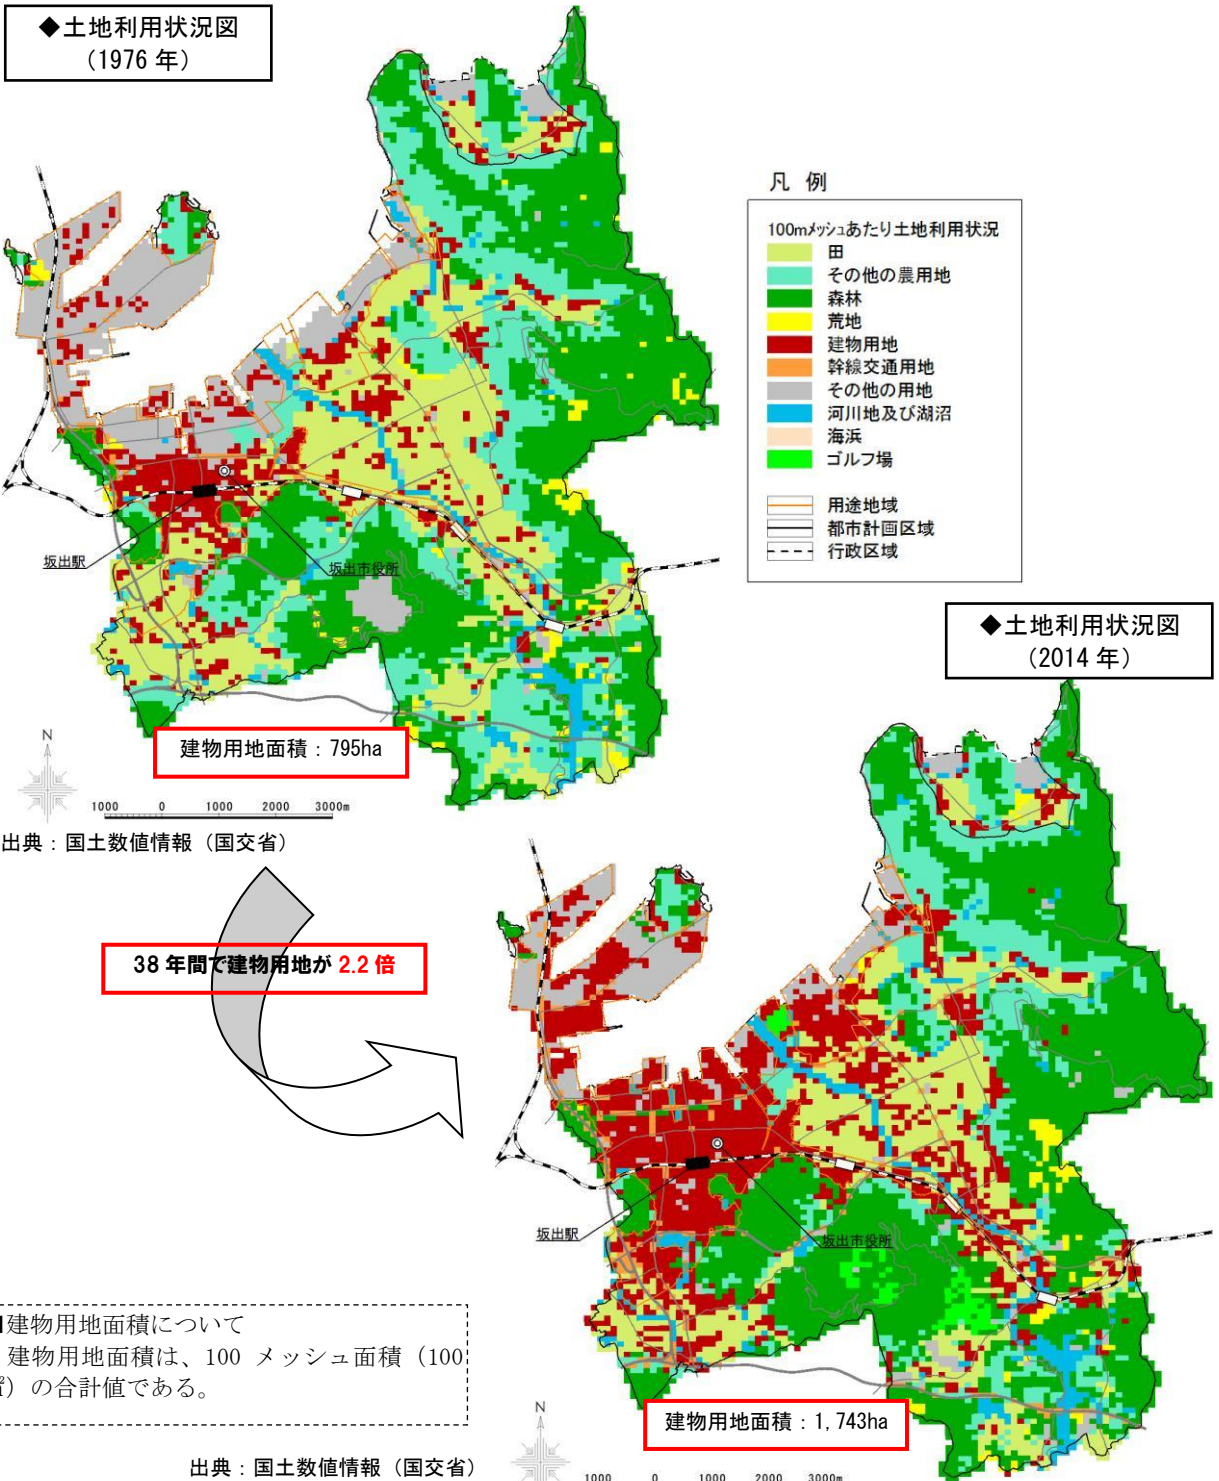 ◆土地利用状況図
（1976 年）
凡 例
100mメッシュあたり土地利用状況
田
その他の農用地
森林
荒地
建物用地
幹線交通用地
その他の用地
河川地及び湖沼
海浜
ゴルフ場
用途地域
都市計画区域
行政区域
坂出駅
坂出市役所
建物用地面積：795ha
N
1000 0 1000 2000 3000m
出典：国土数値情報（国交省）
38 年間で建物用地が 2.2 倍
◆土地利用状況図
（2014 年）
坂出駅
坂出市役所
建物用地面積について
建物用地面積は、100 メッシュ面積（100
㎡）の合計値である。
建物用地面積：1,743ha
N
1000 0 1000 2000 3000m
出典：国土数値情報（国交省）